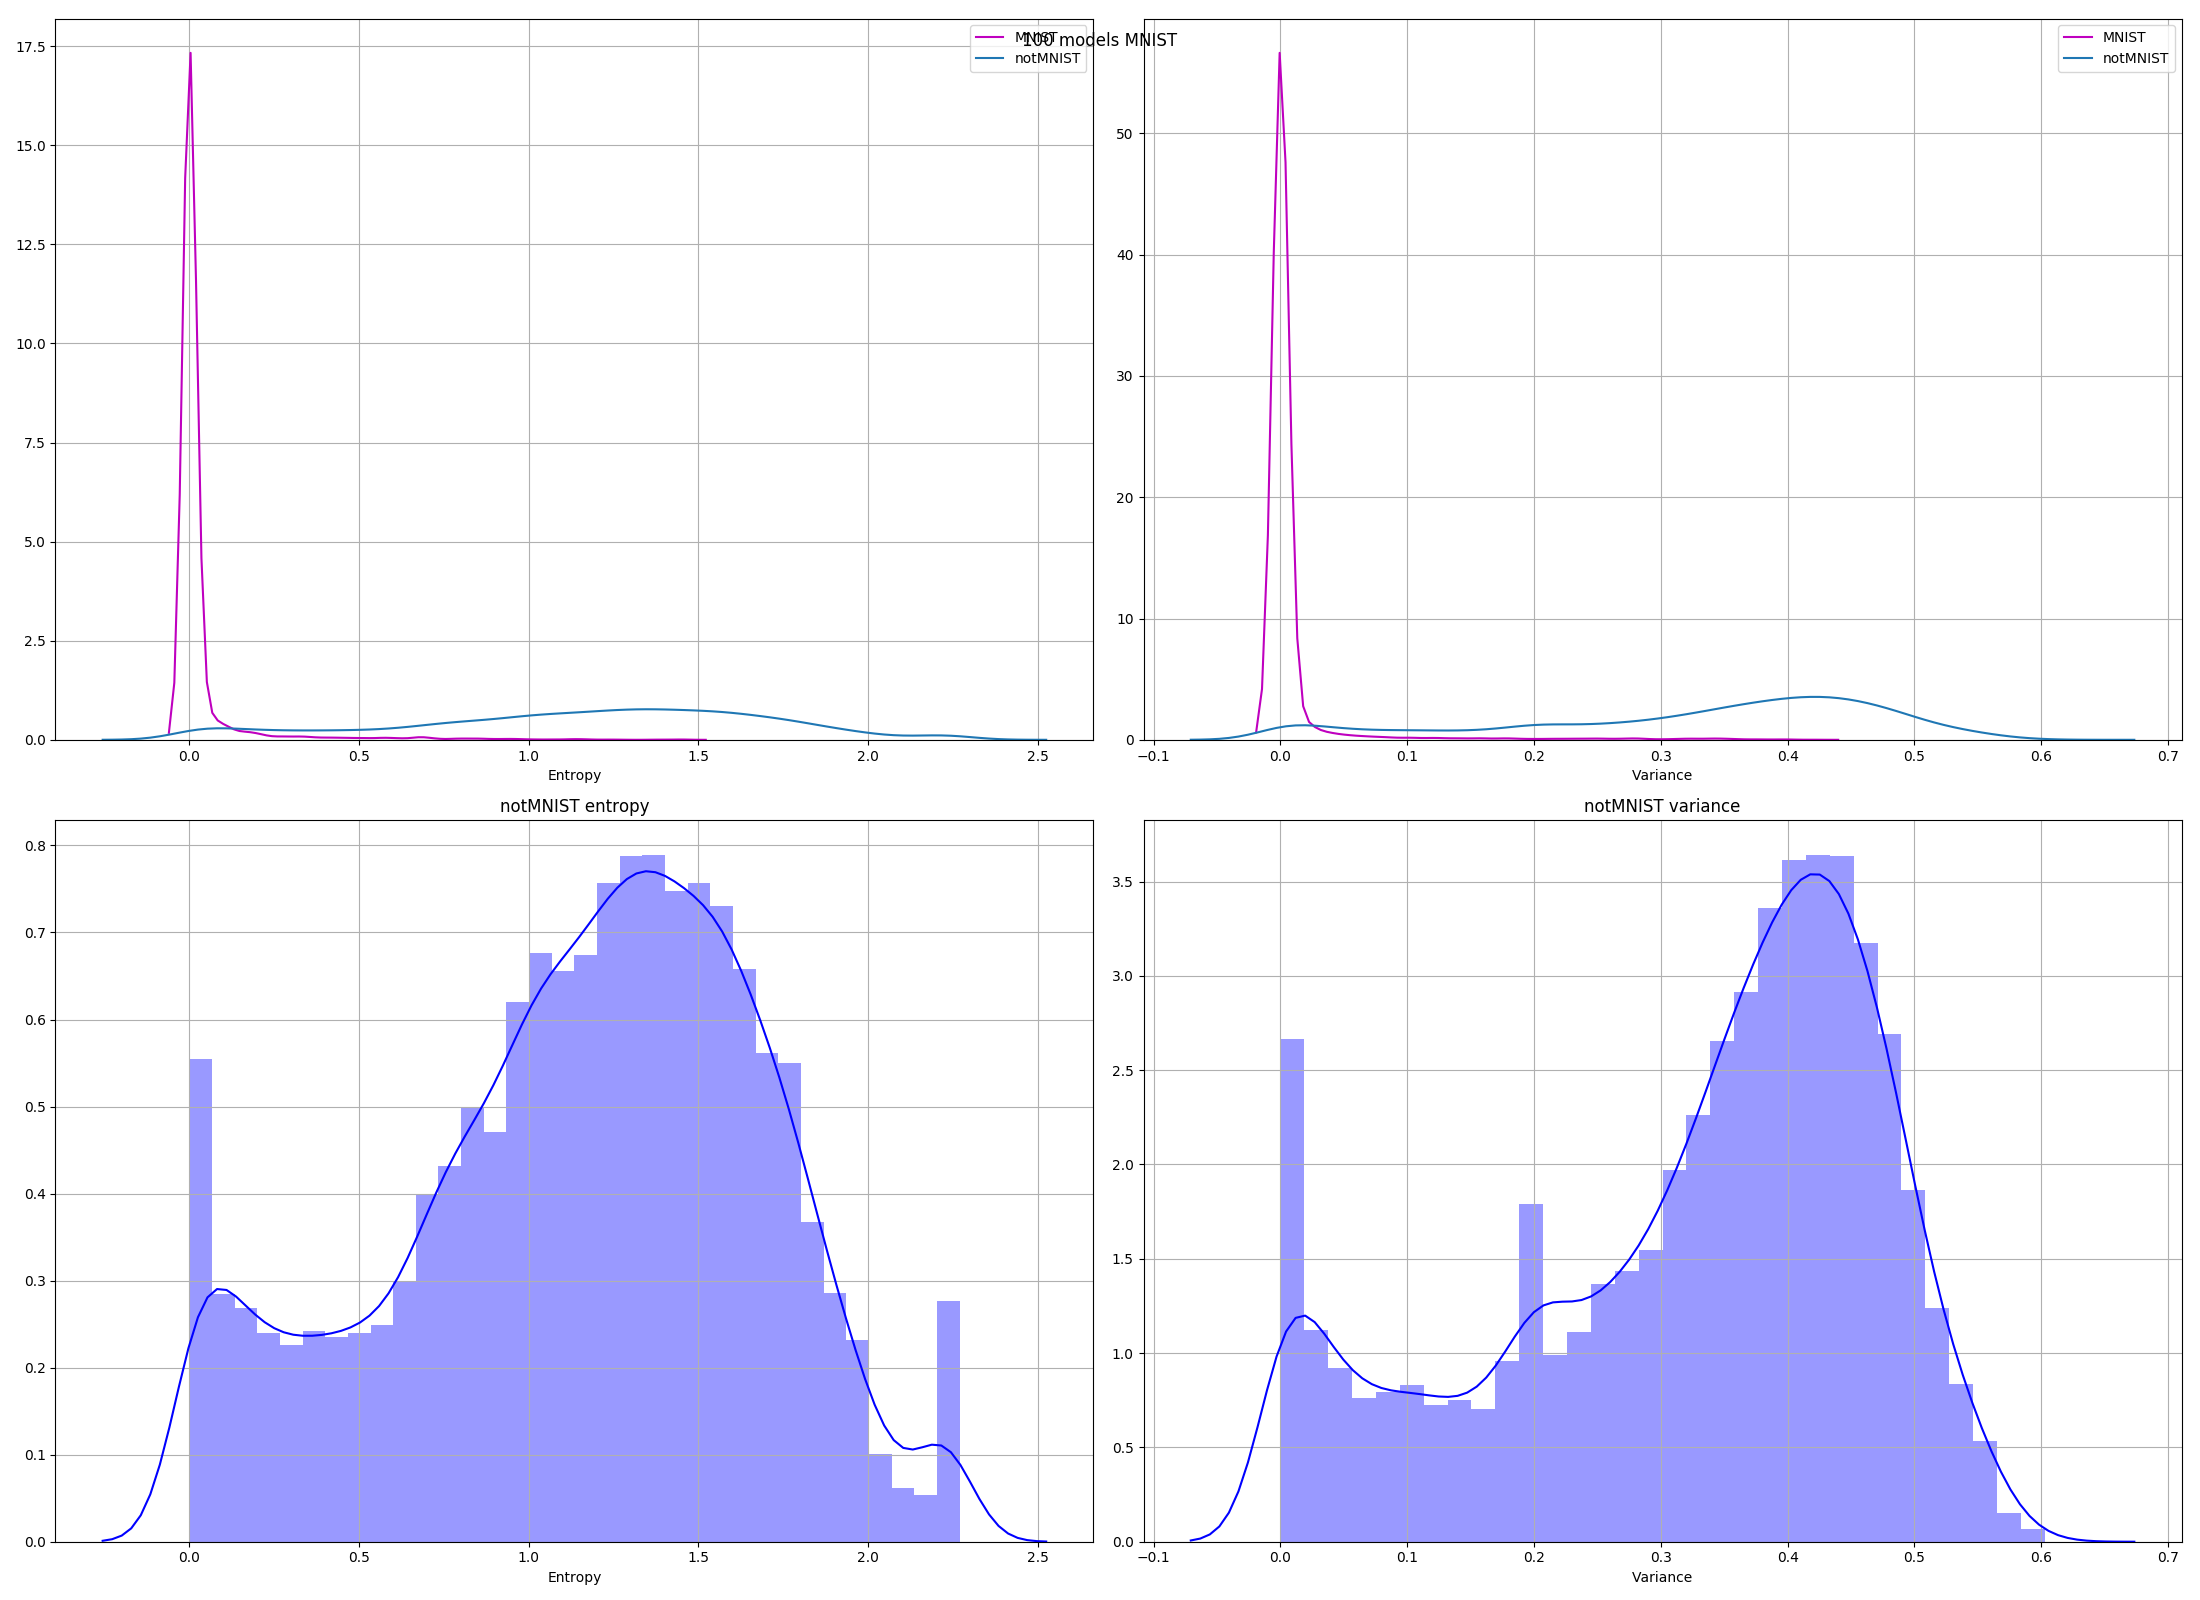 100 models MNIST
MNIST
notMNIST
17.5
15.0
12.5
10.0
7.5
5.0
2.5
0.0
0.0 0.5 1.0 1.5 2.0 2.5
Entropy
MNIST
notMNIST
50
40
30
20
10
0
−0.1 0.0 0.1 0.2 0.3 0.4 0.5 0.6 0.7
Variance
notMNIST entropy
0.8
0.7
0.6
0.5
0.4
0.3
0.2
0.1
0.0
0.0 0.5 1.0 1.5 2.0 2.5
Entropy
notMNIST variance
3.5
3.0
2.5
2.0
1.5
1.0
0.5
0.0
−0.1 0.0 0.1 0.2 0.3 0.4 0.5 0.6 0.7
Variance